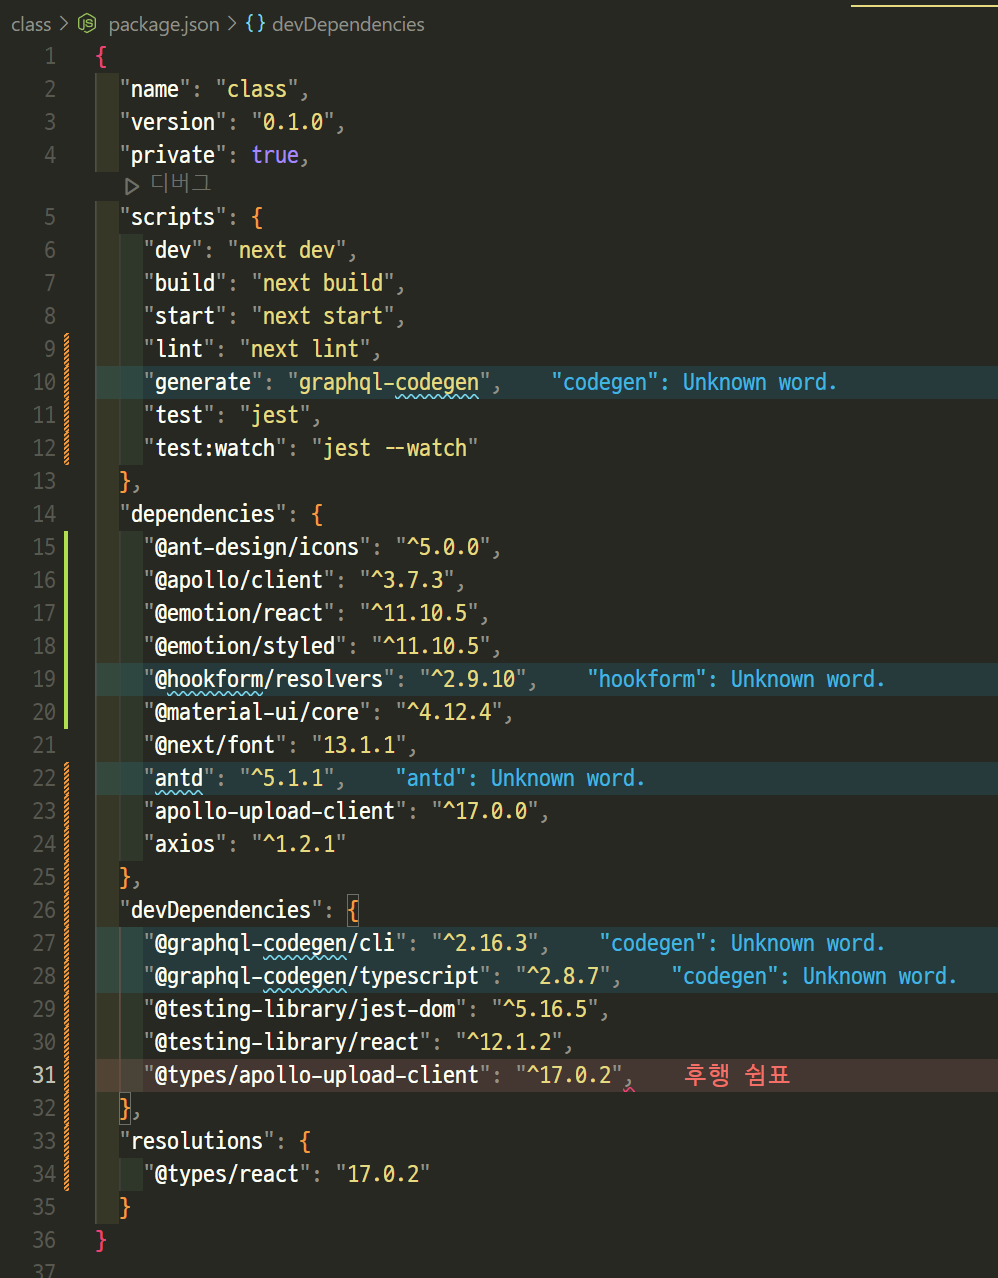 class > package.json > {} devDependencies
1 {
2 "name": "class",
3 "version": "0.1.0",
4 "private": true,
디버그
5 "scripts": {
6 "dev": "next dev",
7 "build": "next build",
8 "start": "next start",
9 "lint": "next lint",
10 "generate": "graphql-codegen", "codegen": Unknown word.
11 "test": "jest",
12 "test:watch": "jest --watch"
13 },
14 "dependencies": {
15 "@ant-design/icons": "^5.0.0",
16 "@apollo/client": "^3.7.3",
17 "@emotion/react": "^11.10.5",
18 "@emotion/styled": "^11.10.5",
19 "@hookform/resolvers": "^2.9.10", "hookform": Unknown word.
20 "@material-ui/core": "^4.12.4",
21 "@next/font": "13.1.1",
22 "antd": "^5.1.1", "antd": Unknown word.
23 "apollo-upload-client": "^17.0.0",
24 "axios": "^1.2.1"
25 },
26 "devDependencies": {
27 "@graphql-codegen/cli": "^2.16.3", "codegen": Unknown word.
28 "@graphql-codegen/typescript": "^2.8.7", "codegen": Unknown word.
29 "@testing-library/jest-dom": "^5.16.5",
30 "@testing-library/react": "^12.1.2",
31 "@types/apollo-upload-client": "^17.0.2", 후행 쉼표
32 },
33 "resolutions": {
34 "@types/react": "17.0.2"
35 }
36 }
37